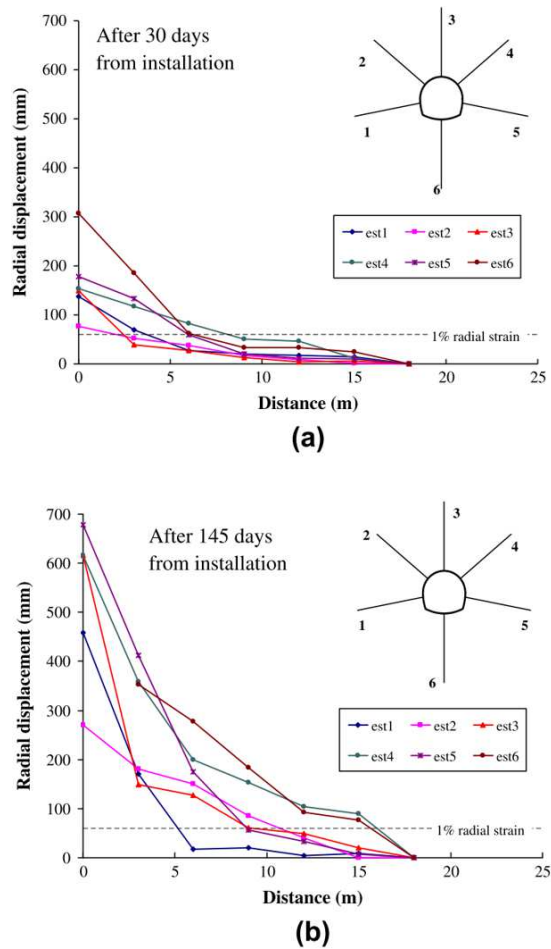 After 30 days
from installation
Radial displacement (mm)
700
600
500
400
300
200
100
0
0 5 10 15 20 25
Distance (m)
1% radial strain
3
2 4
1 5
6
est1 est2 est3
est4 est5 est6
(a)
After 145 days
from installation
Radial displacement (mm)
700
600
500
400
300
200
100
0
0 5 10 15 20 25
Distance (m)
1% radial strain
3
2 4
1 5
6
est1 est2 est3
est4 est5 est6
(b)